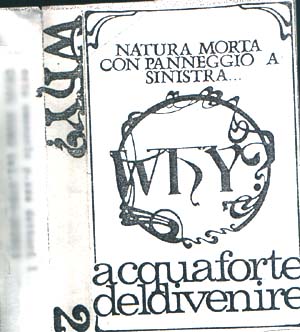 WHY?
2
NATURA MORTA
CON PANNEGGIO A
SINISTRA...
WHY?
acquaforte
deldivenire